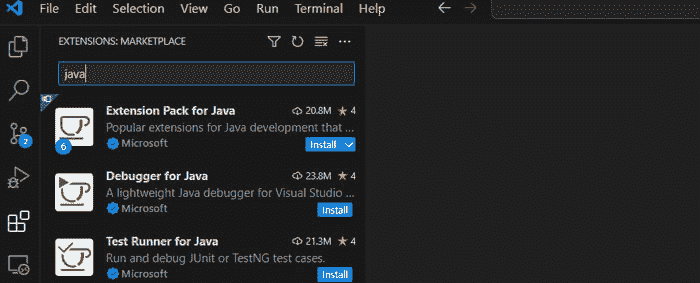 File Edit Selection View Go Run Terminal Help
EXTENSIONS: MARKETPLACE
java
Extension Pack for Java 20.8M 4
Popular extensions for Java development that ...
6 Microsoft Install
2
Debugger for Java 23.8M 4
A lightweight Java debugger for Visual Studio ...
Microsoft Install
Test Runner for Java 21.3M 4
Run and debug JUnit or TestNG test cases.
Microsoft Install